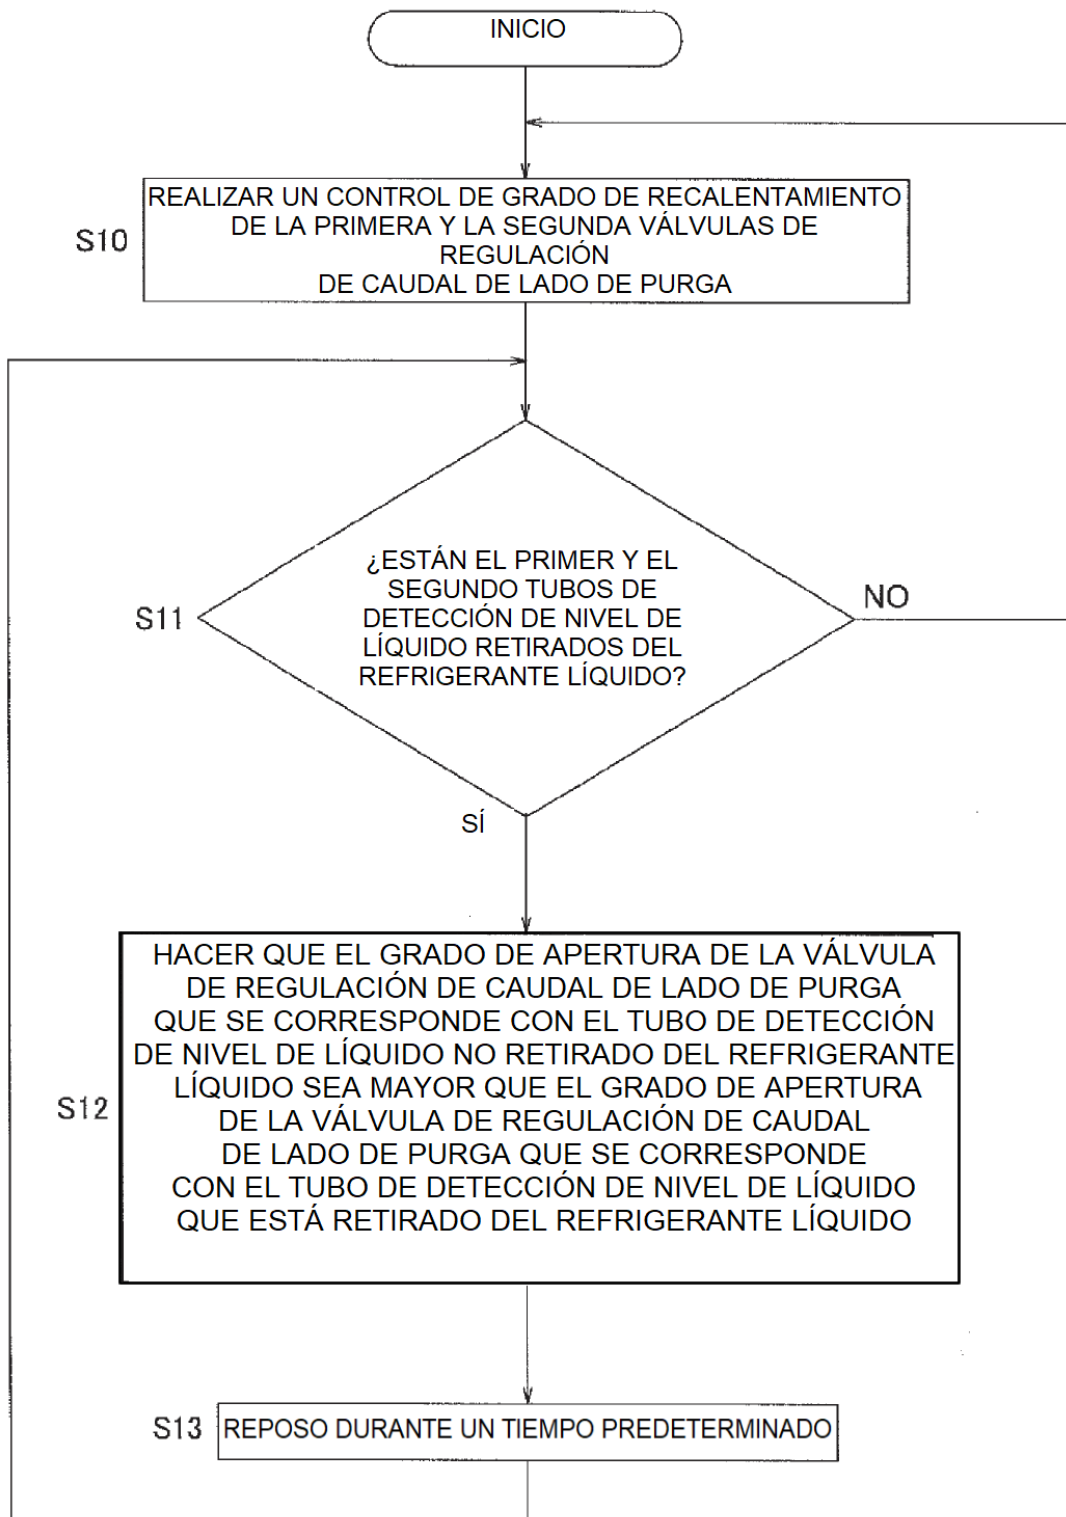 INICIO
S10
REALIZAR UN CONTROL DE GRADO DE RECALENTAMIENTO
DE LA PRIMERA Y LA SEGUNDA VÁLVULAS DE
REGULACIÓN
DE CAUDAL DE LADO DE PURGA
S11
¿ESTÁN EL PRIMER Y EL
SEGUNDO TUBOS DE
DETECCIÓN DE NIVEL DE
LÍQUIDO RETIRADOS DEL
REFRIGERANTE LÍQUIDO?
NO
SÍ
S12
HACER QUE EL GRADO DE APERTURA DE LA VÁLVULA
DE REGULACIÓN DE CAUDAL DE LADO DE PURGA
QUE SE CORRESPONDE CON EL TUBO DE DETECCIÓN
DE NIVEL DE LÍQUIDO NO RETIRADO DEL REFRIGERANTE
LÍQUIDO SEA MAYOR QUE EL GRADO DE APERTURA
DE LA VÁLVULA DE REGULACIÓN DE CAUDAL
DE LADO DE PURGA QUE SE CORRESPONDE
CON EL TUBO DE DETECCIÓN DE NIVEL DE LÍQUIDO
QUE ESTÁ RETIRADO DEL REFRIGERANTE LÍQUIDO
S13
REPOSO DURANTE UN TIEMPO PREDETERMINADO